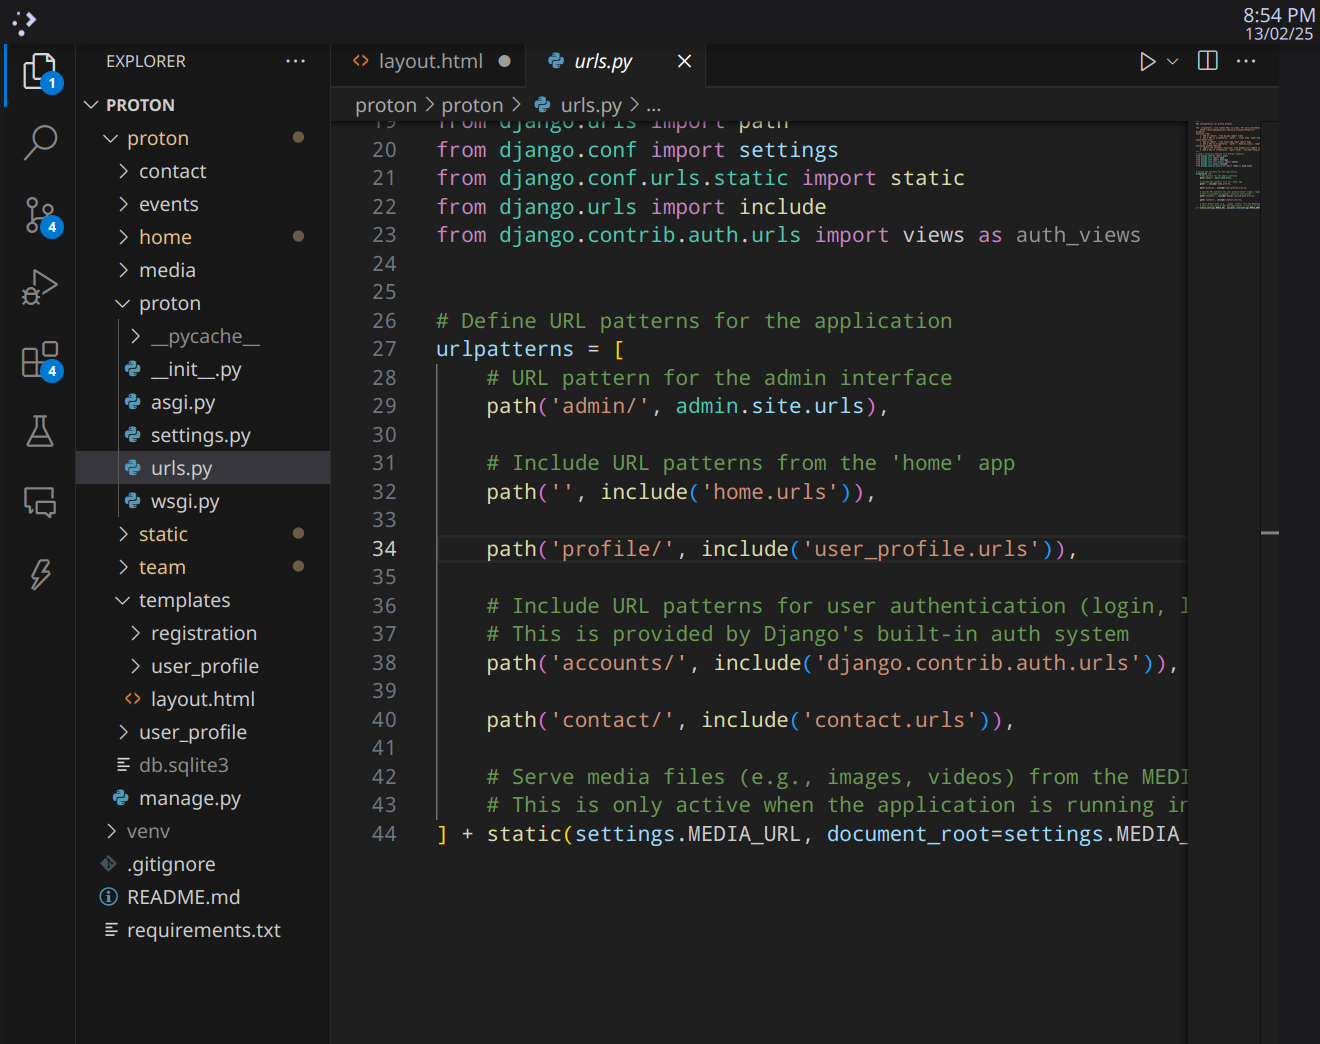 8:54 PM
13/02/25
EXPLORER
layout.html
urls.py
1
PROTON
proton
contact
events
home
media
proton
__pycache__
__init__.py
asgi.py
settings.py
urls.py
wsgi.py
static
team
templates
registration
user_profile
layout.html
user_profile
db.sqlite3
manage.py
venv
.gitignore
README.md
requirements.txt
4
4
proton > proton > urls.py > ...
19 from django.urls import path
20 from django.conf import settings
21 from django.conf.urls.static import static
22 from django.urls import include
23 from django.contrib.auth.urls import views as auth_views
24
25
26 # Define URL patterns for the application
27 urlpatterns = [
28 # URL pattern for the admin interface
29 path('admin/', admin.site.urls),
30
31 # Include URL patterns from the 'home' app
32 path('', include('home.urls')),
33
34 path('profile/', include('user_profile.urls')),
35
36 # Include URL patterns for user authentication (login, l
37 # This is provided by Django's built-in auth system
38 path('accounts/', include('django.contrib.auth.urls')),
39
40 path('contact/', include('contact.urls')),
41
42 # Serve media files (e.g., images, videos) from the MEDI
43 # This is only active when the application is running in
44 ] + static(settings.MEDIA_URL, document_root=settings.MEDIA_